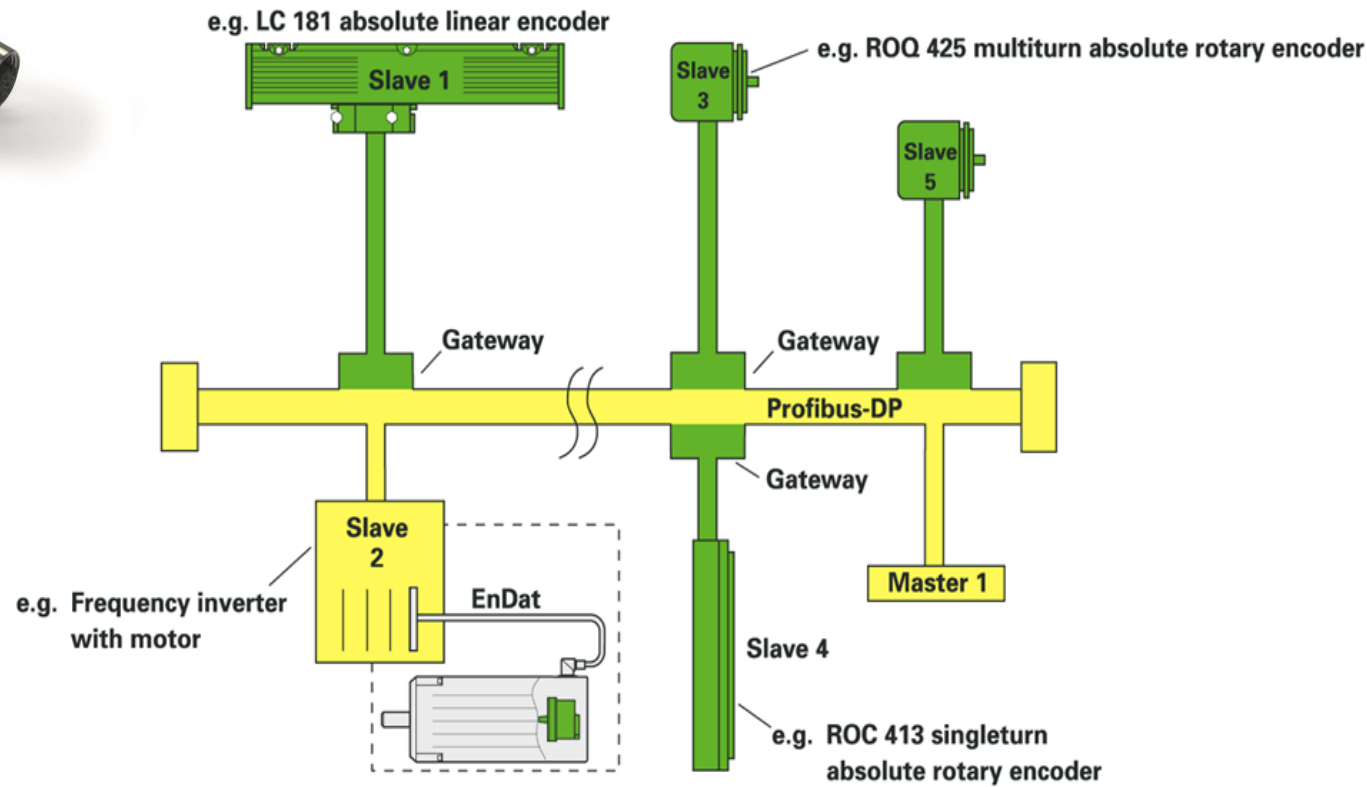 e.g. LC 181 absolute linear encoder
Slave 1
Slave
3
e.g. ROQ 425 multiturn absolute rotary encoder
Slave
5
Gateway
Gateway
Profibus-DP
Gateway
Slave
2
e.g. Frequency inverter
with motor
EnDat
Master 1
Slave 4
e.g. ROC 413 singleturn
absolute rotary encoder